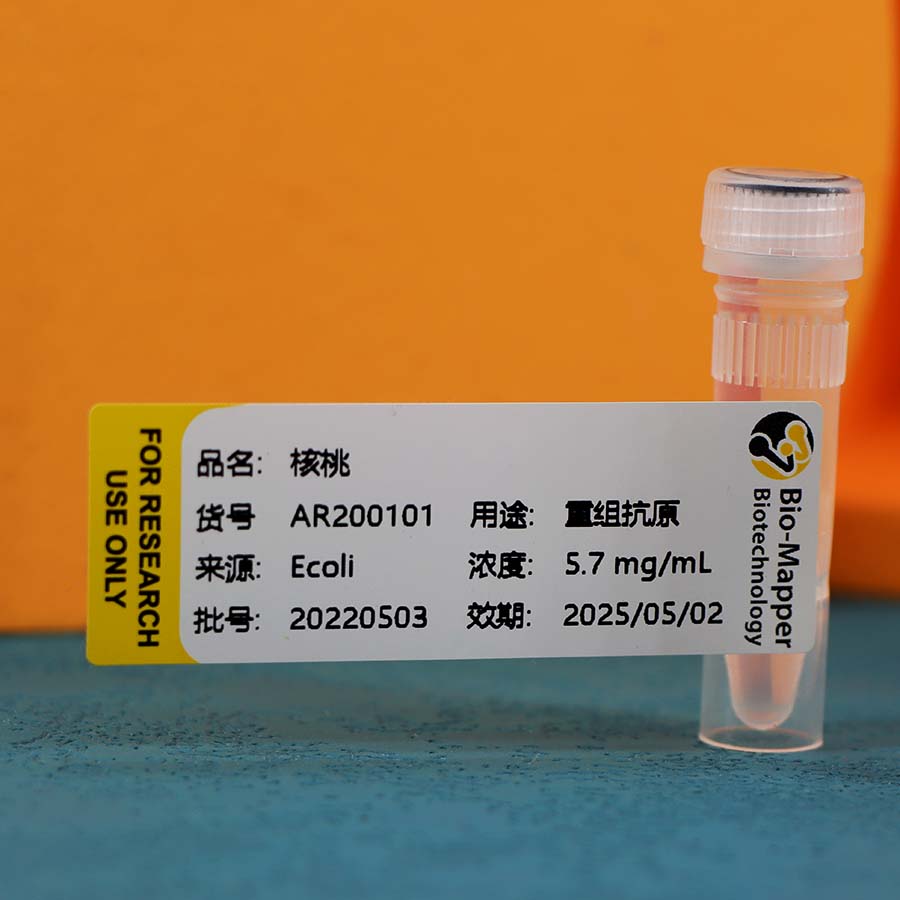 FOR RESEARCH
USE ONLY
品名: 核桃
货号 AR200101 用途: 重组抗原
来源: Ecoli 浓度: 5.7 mg/mL
批号: 20220503 效期: 2025/05/02
Bio-Mapper
Biotechnology